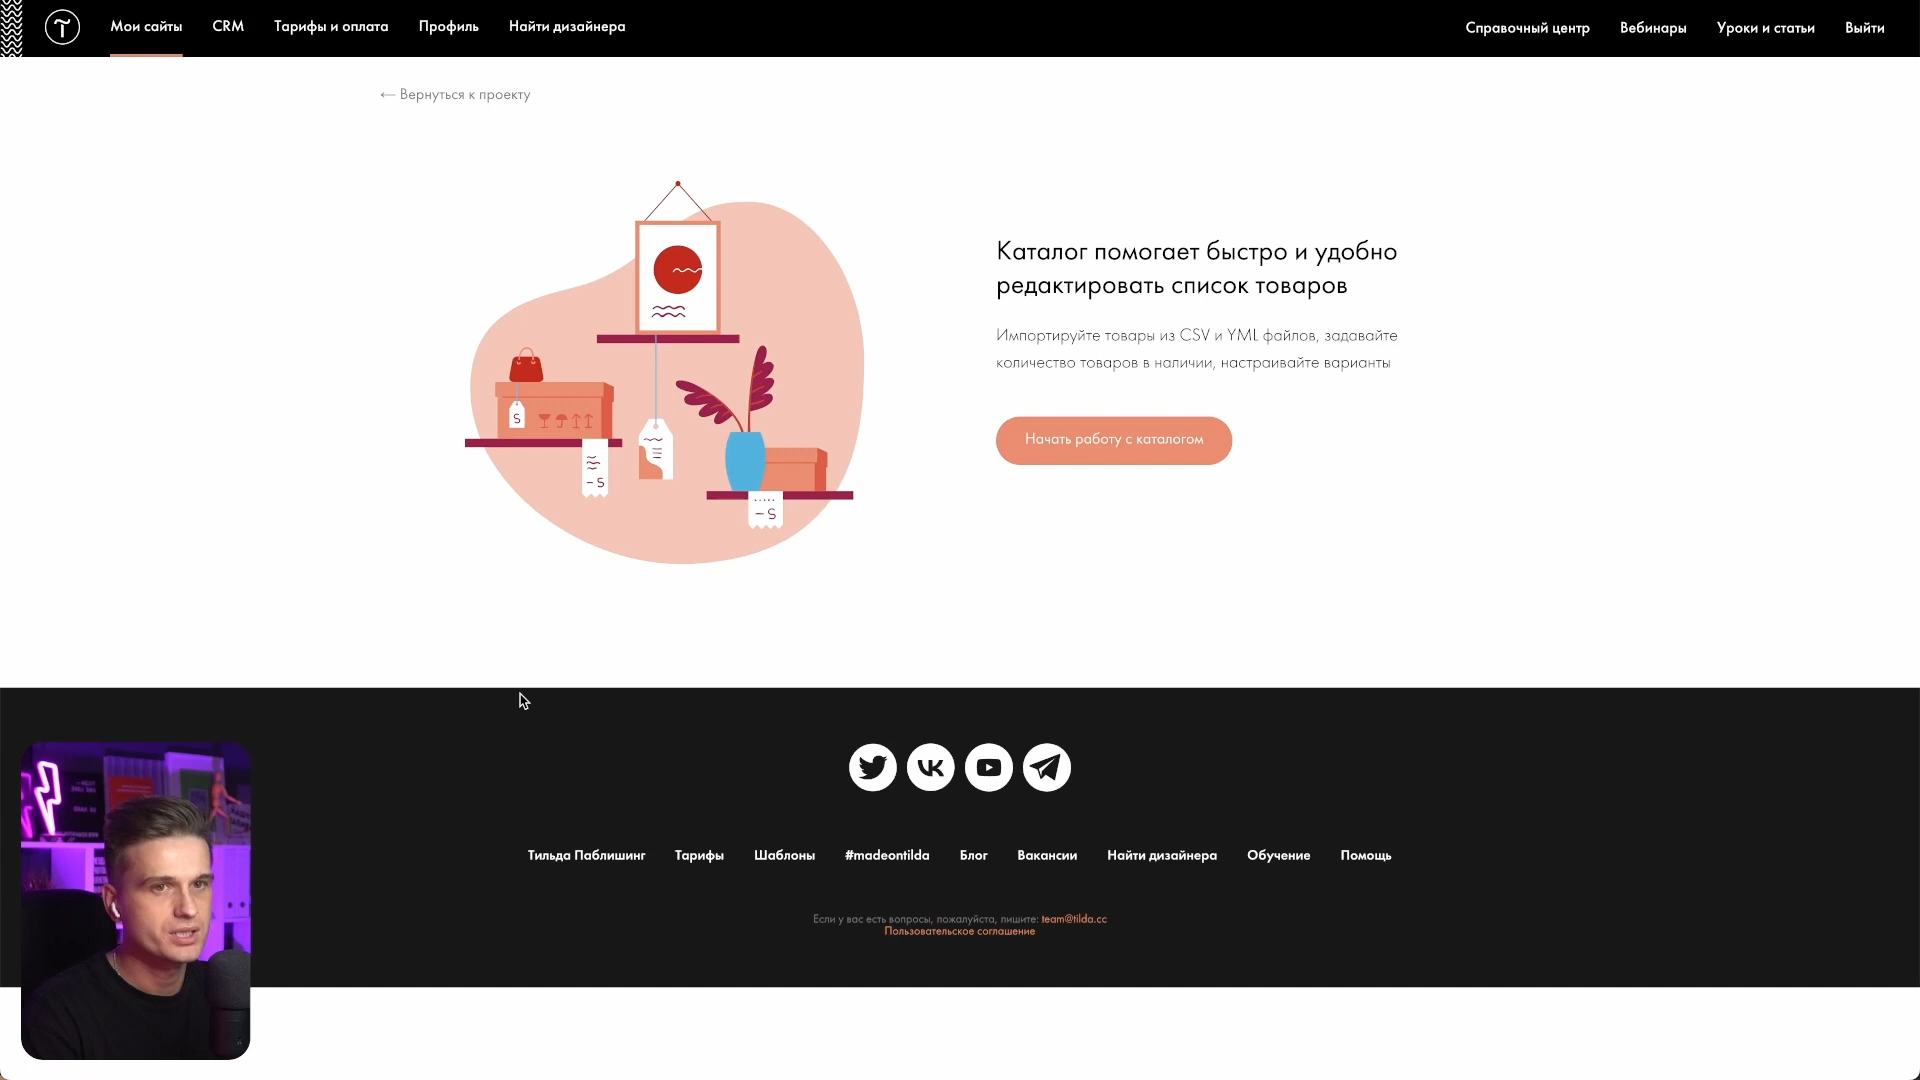 Мои сайты CRM Тарифы и оплата Профиль Найти дизайнера Справочный центр Вебинары Уроки и статьи Выйти
← Вернуться к проекту
Каталог помогает быстро и удобно
редактировать список товаров
Импортируйте товары из CSV и YML файлов, задавайте
количество товаров в наличии, настраивайте варианты
Начать работу с каталогом
S
– S
– S
Тильда Паблишинг Тарифы Шаблоны #madeontilda Блог Вакансии Найти дизайнера Обучение Помощь
Если у вас есть вопросы, пожалуйста, пишите: team@tilda.cc
Пользовательское соглашение